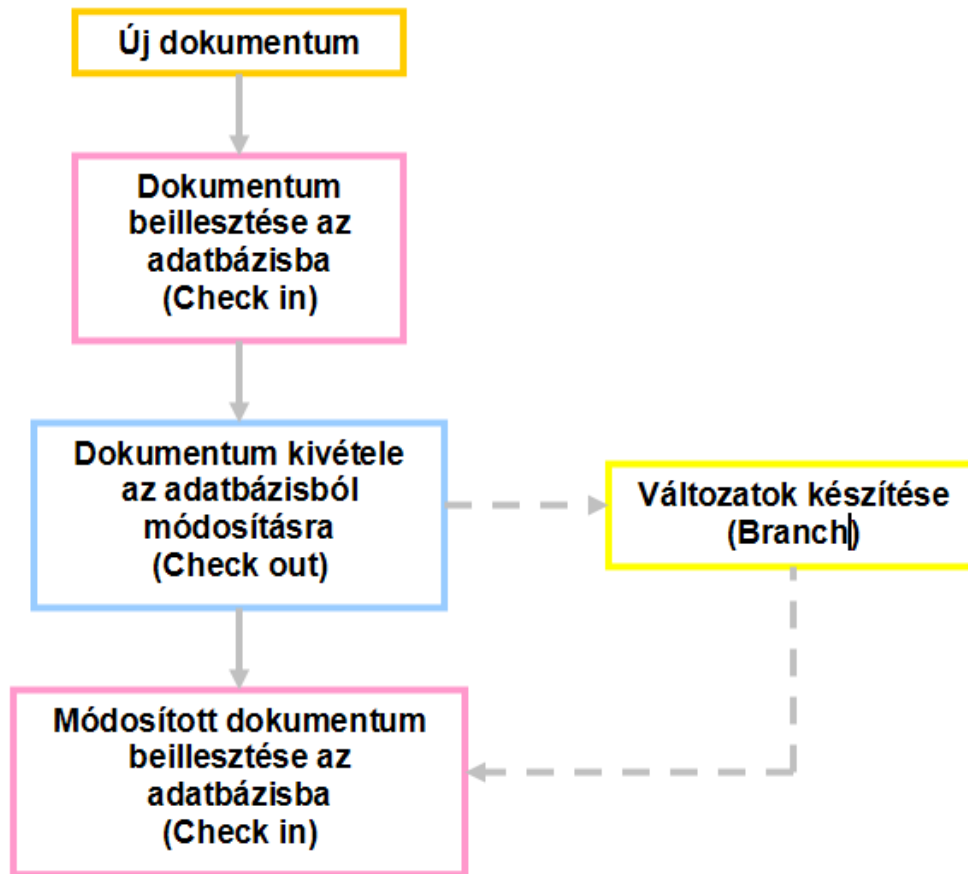 Új dokumentum
Dokumentum
beillesztése az
adatbázisba
(Check in)
Dokumentum kivétele
az adatbázisból
módosításra
(Check out)
Változatok készítése
(Branch)
Módosított dokumentum
beillesztése az
adatbázisba
(Check in)